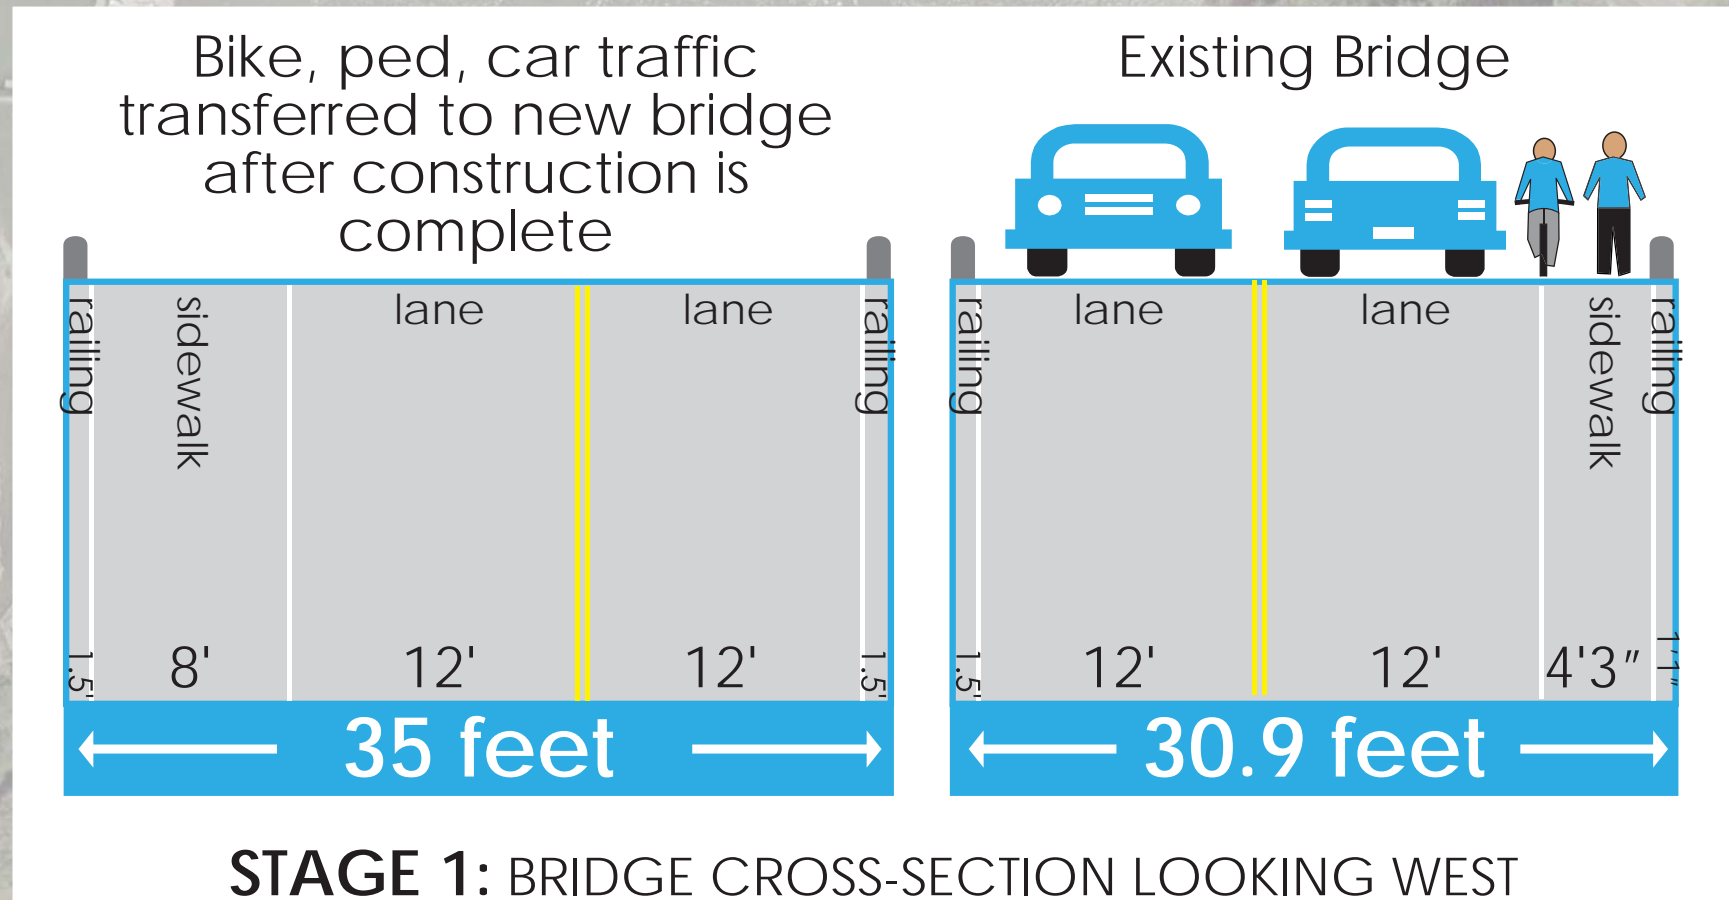 Bike, ped, car traffic
transferred to new bridge
after construction is
complete
railing
sidewalk
lane
lane
railing
1.5'
8'
12'
12'
1.5'
35 feet
Existing Bridge
railing
lane
lane
sidewalk
railing
1.5'
12'
12'
4'3"
1'1"
30.9 feet
STAGE 1: BRIDGE CROSS-SECTION LOOKING WEST